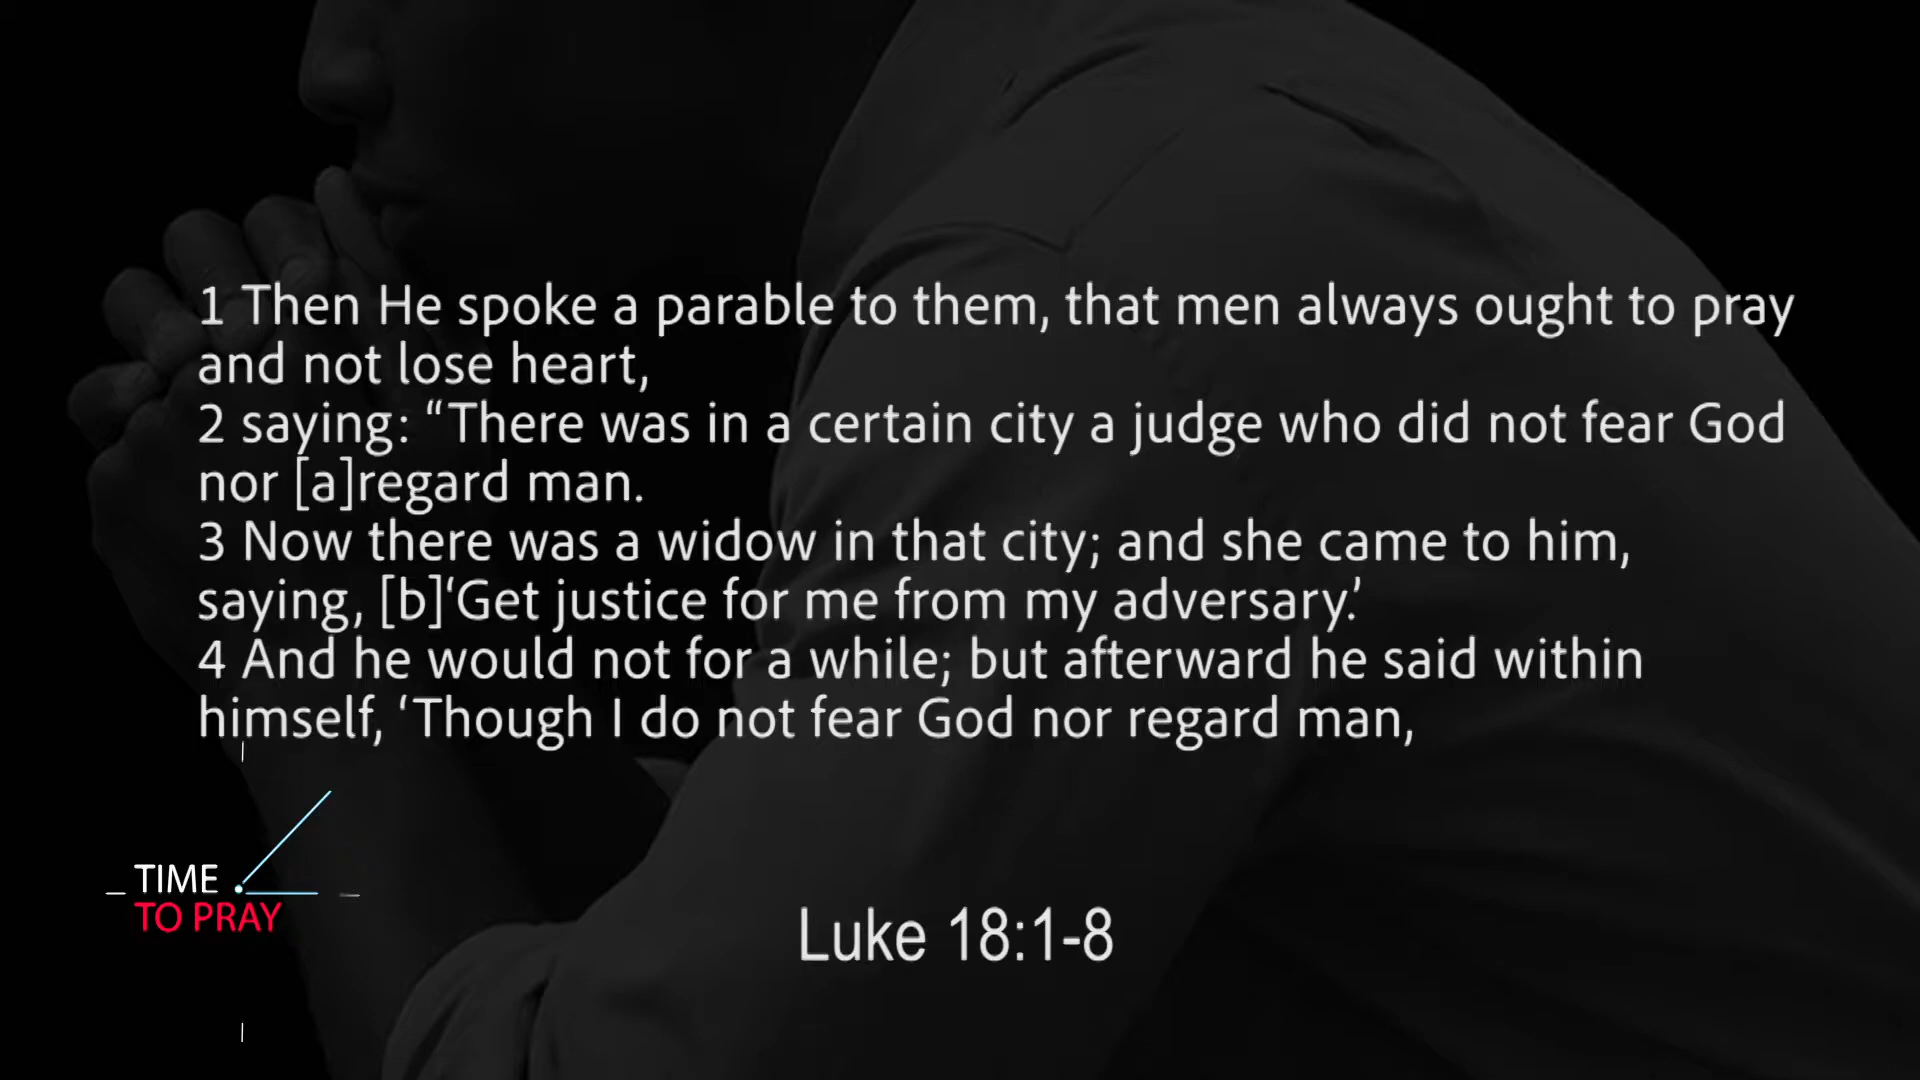 1 Then He spoke a parable to them, that men always ought to pray
and not lose heart,
2 saying: “There was in a certain city a judge who did not fear God
nor [a]regard man.
3 Now there was a widow in that city; and she came to him,
saying, [b]‘Get justice for me from my adversary.’
4 And he would not for a while; but afterward he said within
himself, ‘Though I do not fear God nor regard man,
TIME
TO PRAY
Luke 18:1-8